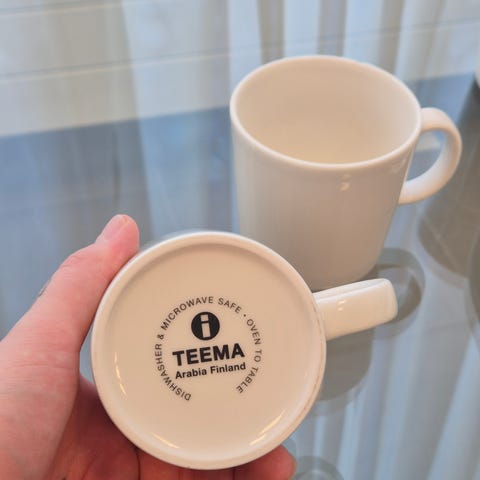 DISHWASHER & MICROWAVE SAFE · OVEN TO TABLE
i
TEEMA
Arabia Finland